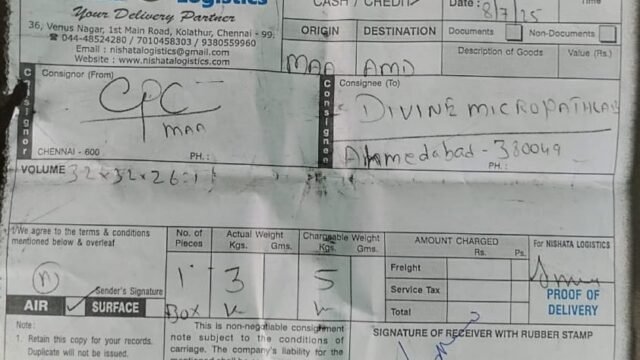 Logistics
CASH / CREDIT
Date : 8/7/25
Time
Your Delivery Partner
36, Venus Nagar, 1st Main Road, Kolathur, Chennai - 99.
044-48524280 / 7010458303 / 9380559960
Email : nishatalogistics@gmail.com
Website : www.nishatalogistics.com
ORIGIN DESTINATION
MAA AMD
Documents Non-Documents
Description of Goods Value (Rs.)
Consignor
Consignor (From)
CPC
MAA
CHENNAI - 600 PH. :
Consignee
Consignee (To)
DIVINE MICROPATHLAB
Ahmedabad - 380049
PH. :
VOLUME 32x32x26:1
I/We agree to the terms & conditions
mentioned below & overleaf
Sender's Signature
AIR SURFACE
No. of
Pieces
1
Box
Actual Weight
Kgs. Gms.
3
Chargeable Weight
Kgs. Gms.
5
AMOUNT CHARGED
Rs. Ps.
Freight
Service Tax
Total
For NISHATA LOGISTICS
PROOF OF
DELIVERY
Note :
1. Retain this copy for your records.
Duplicate will not be issued.
This is non-negotiable consignment
note subject to the conditions of
carriage. The company's liability for the
SIGNATURE OF RECEIVER WITH RUBBER STAMP